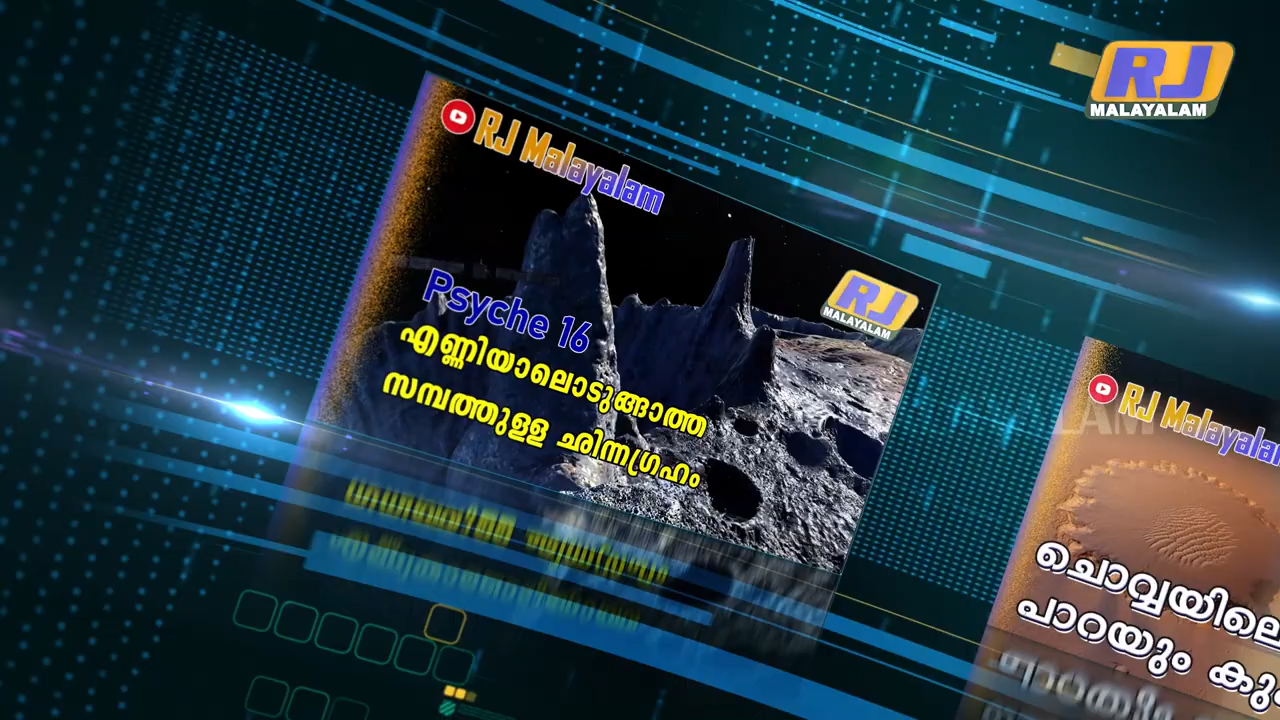 RJ
MALAYALAM
RJ Malayalam
RJ
MALAYALAM
Psyche 16
എണ്ണിയാലൊടുങ്ങാത്ത
സമ്പത്തുള്ള ഛിന്നഗ്രഹം
RJ Malayalam
ചൊവ്വയിലെ
പാറയും